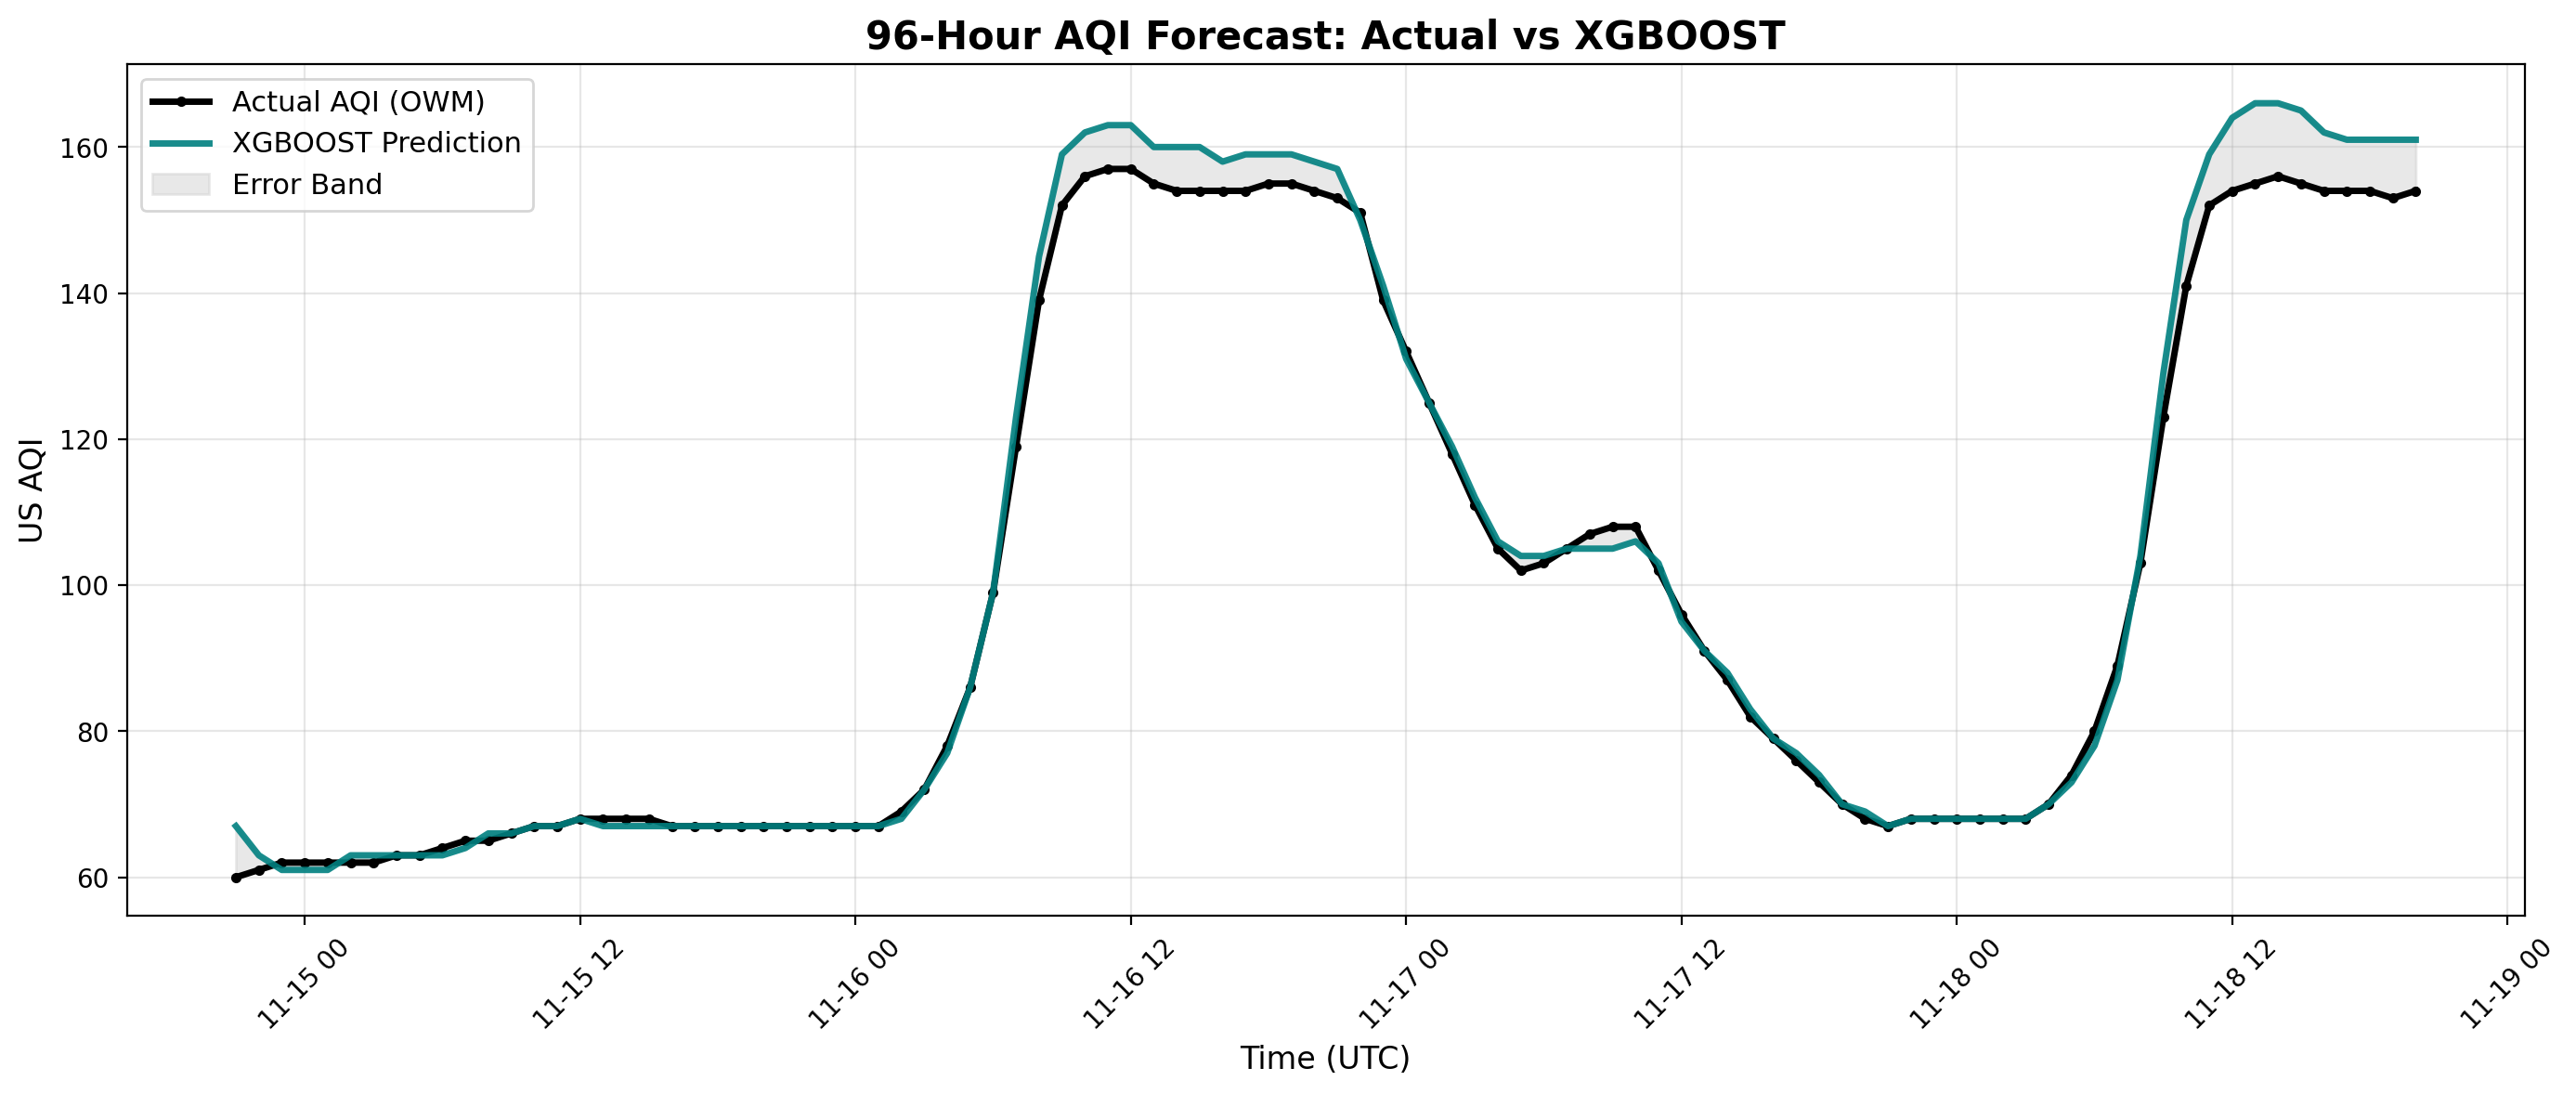 96-Hour AQI Forecast: Actual vs XGBOOST
Actual AQI (OWM)
XGBOOST Prediction
Error Band
US AQI
160
140
120
100
80
60
11-15 00
11-15 12
11-16 00
11-16 12
11-17 00
11-17 12
11-18 00
11-18 12
11-19 00
Time (UTC)